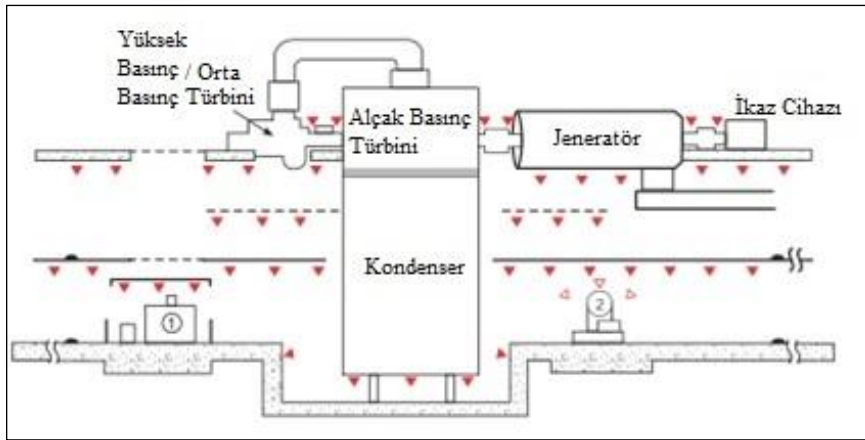 Yüksek
Basınç / Orta
Basınç Türbini
Alçak Basınç
Türbini
Jeneratör
İkaz Cihazı
Kondenser
1
2